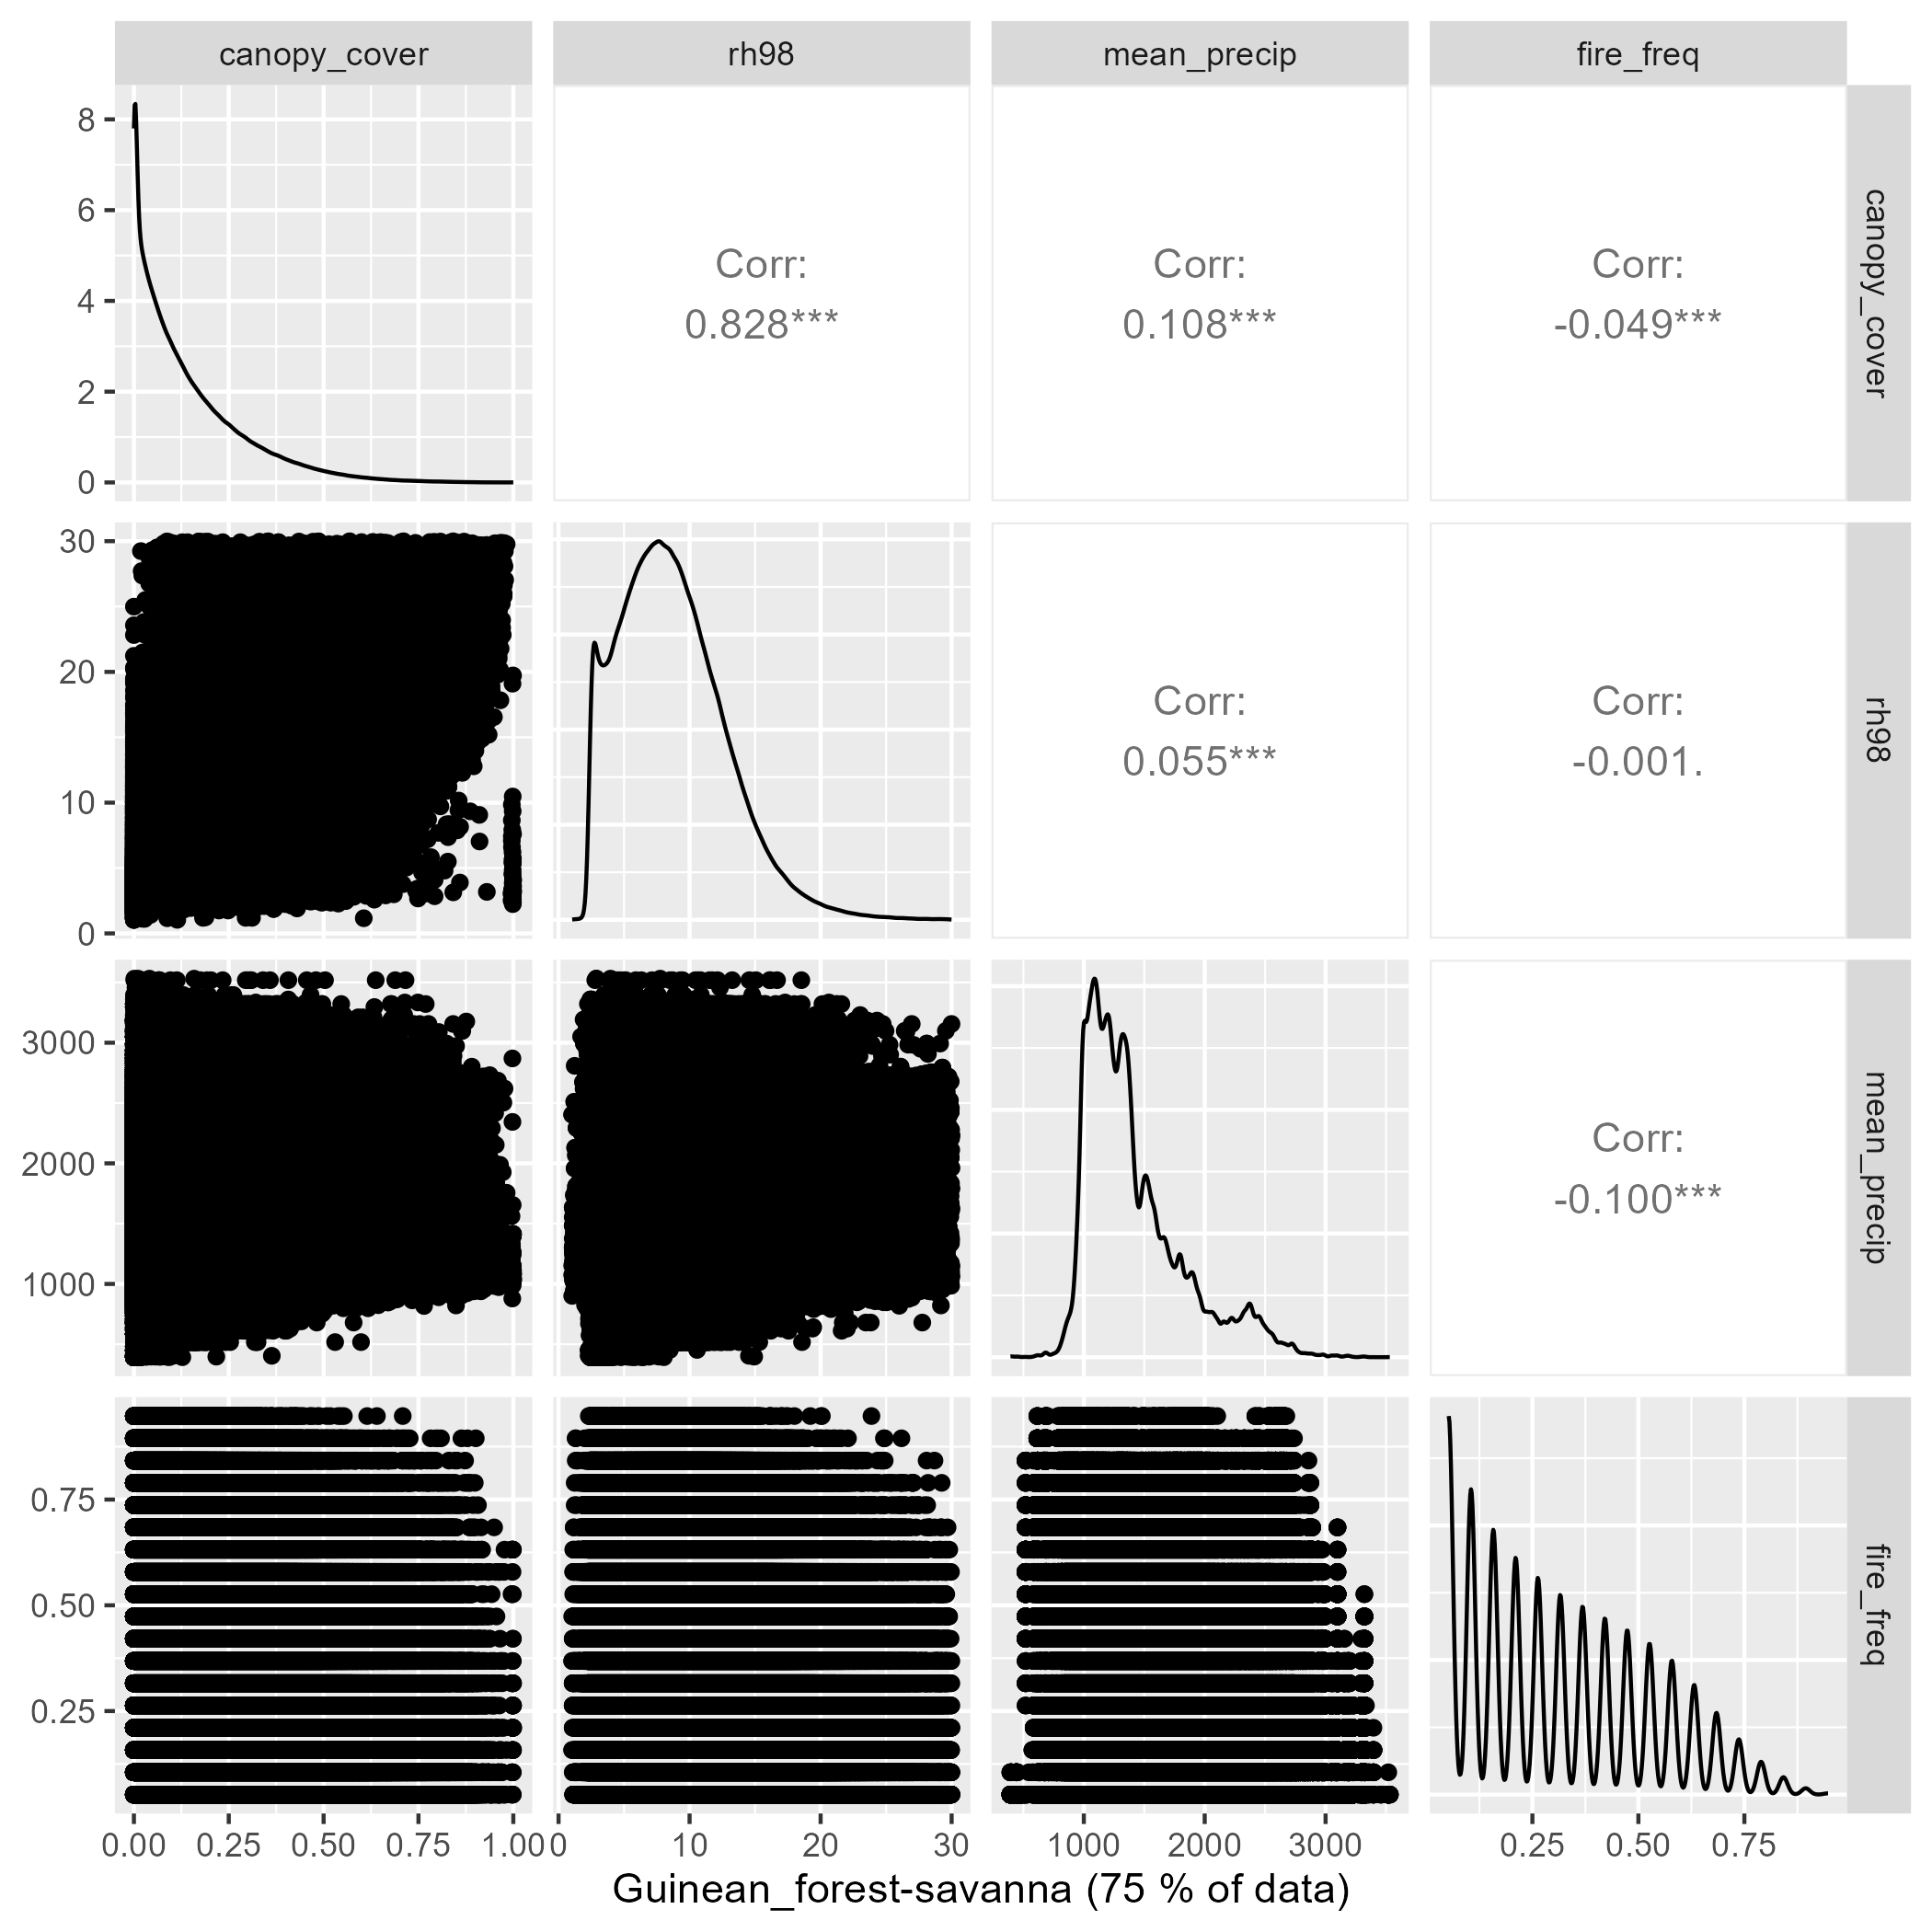 canopy_cover rh98 mean_precip fire_freq
8
6
4
2
0
Corr:
0.828***
Corr:
0.108***
Corr:
-0.049***
canopy_cover
30
20
10
0
Corr:
0.055***
Corr:
-0.001.
rh98
3000
2000
1000
Corr:
-0.100***
mean_precip
0.75
0.50
0.25
fire_freq
0.00 0.25 0.50 0.75 1.00 0 10 20 30 1000 2000 3000 0.25 0.50 0.75
Guinean_forest-savanna (75 % of data)